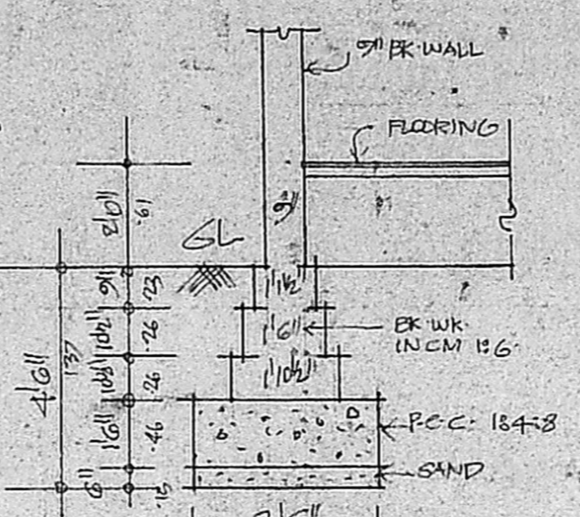 9" BK WALL
FLOORING
2'0"
.61
9"
GL
9"
.23
1'1½"
10½"
.26
1'6"
BK WK
IN CM 1:6
4'6"
1.37
10½"
.26
1'10½"
1'6"
.46
P.C.C. 1:4:8
SAND
6"
.15